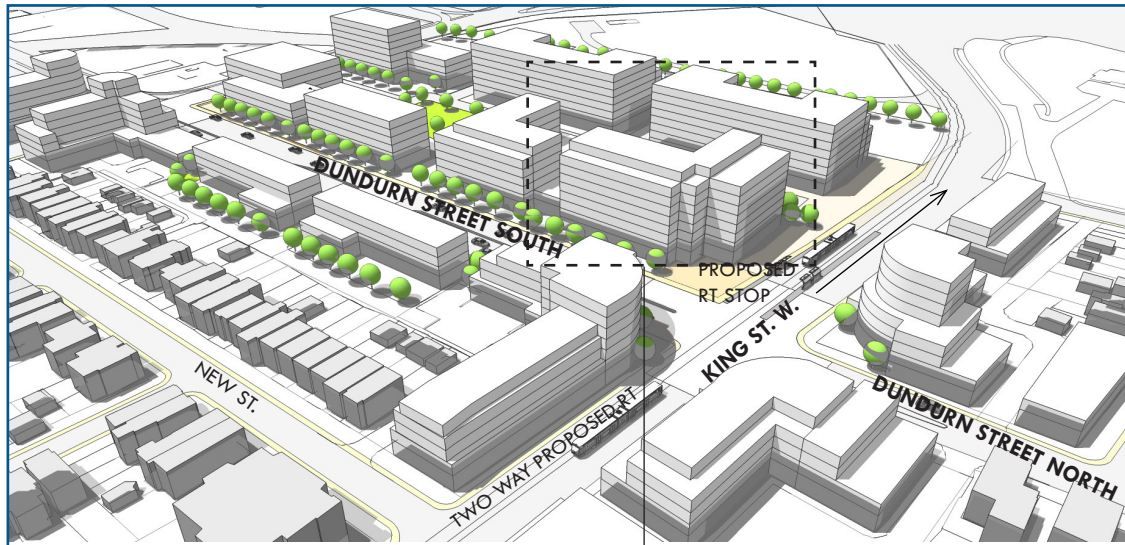 DUNDURN STREET SOUTH
PROPOSED
RT STOP
KING ST. W.
NEW ST.
TWO WAY PROPOSED RT
DUNDURN STREET NORTH